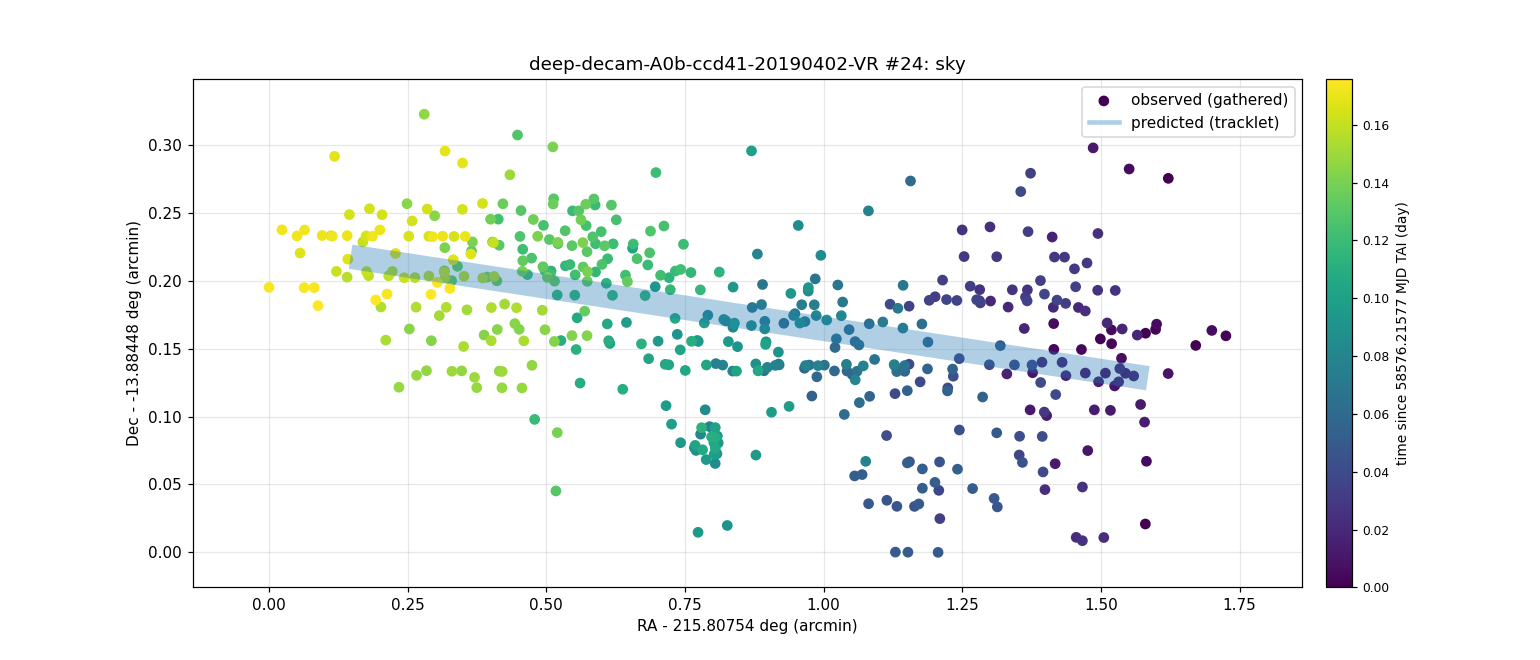 deep-decam-A0b-ccd41-20190402-VR #24: sky
observed (gathered)
predicted (tracklet)
Dec - -13.88448 deg (arcmin)
0.30
0.25
0.20
0.15
0.10
0.05
0.00
0.00 0.25 0.50 0.75 1.00 1.25 1.50 1.75
RA - 215.80754 deg (arcmin)
0.16
0.14
0.12
0.10
0.08
0.06
0.04
0.02
0.00
time since 58576.215777 MJD TAI (day)